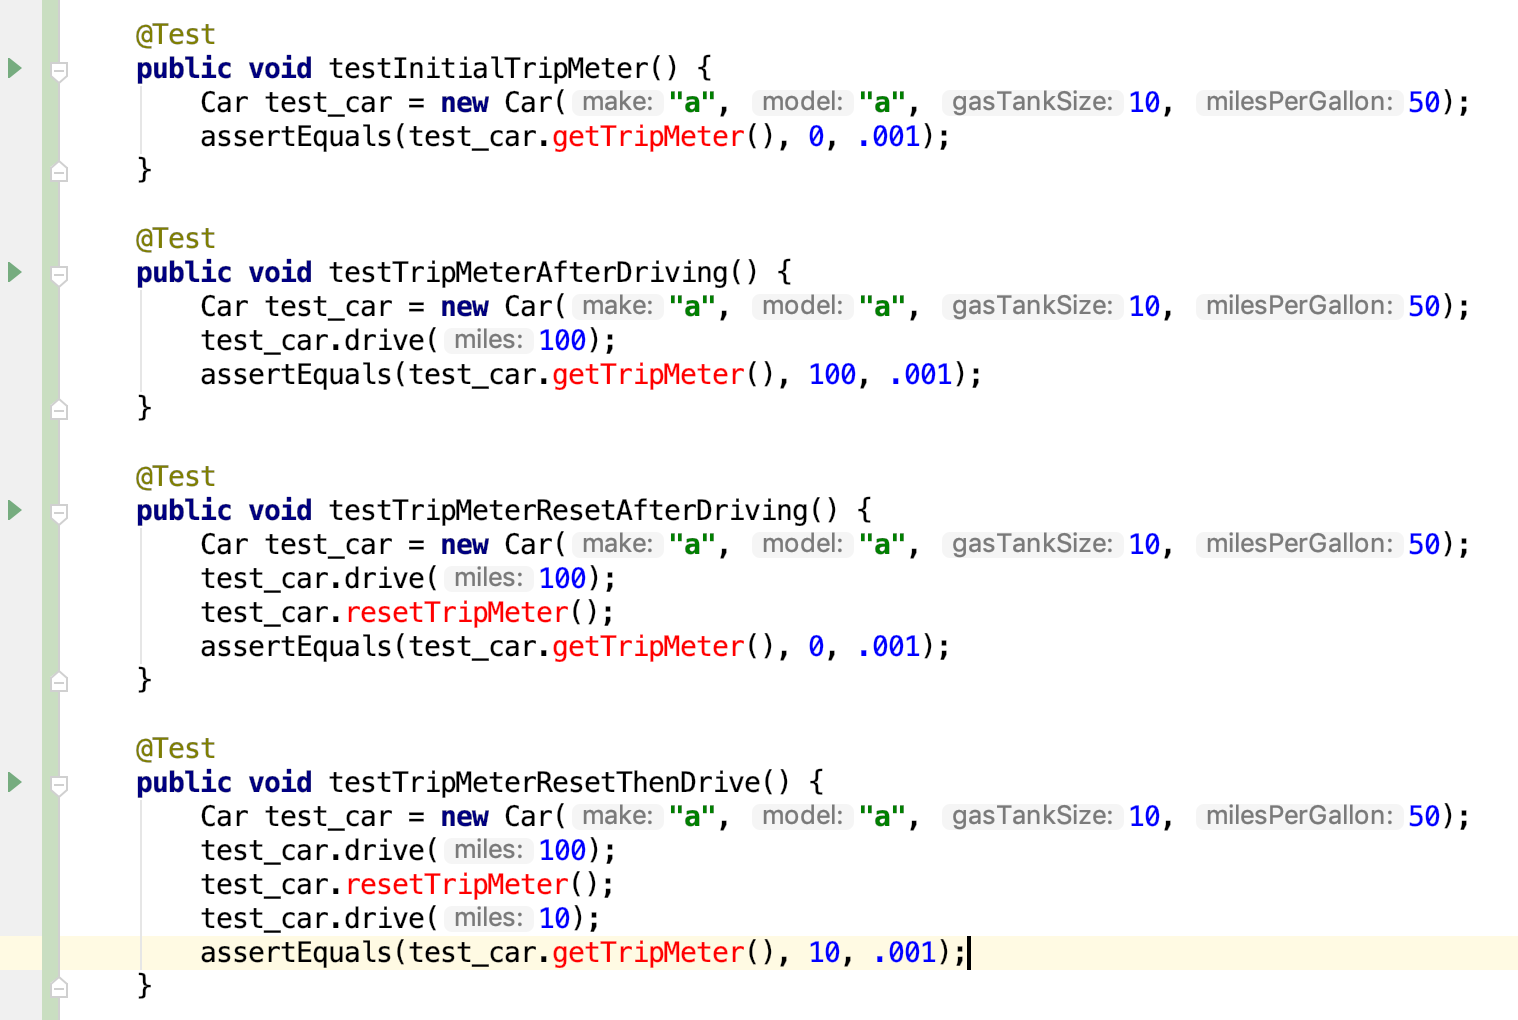 @Test
public void testInitialTripMeter() {
Car test_car = new Car( make: "a", model: "a", gasTankSize: 10, milesPerGallon: 50);
assertEquals(test_car.getTripMeter(), 0, .001);
}
@Test
public void testTripMeterAfterDriving() {
Car test_car = new Car( make: "a", model: "a", gasTankSize: 10, milesPerGallon: 50);
test_car.drive( miles: 100);
assertEquals(test_car.getTripMeter(), 100, .001);
}
@Test
public void testTripMeterResetAfterDriving() {
Car test_car = new Car( make: "a", model: "a", gasTankSize: 10, milesPerGallon: 50);
test_car.drive( miles: 100);
test_car.resetTripMeter();
assertEquals(test_car.getTripMeter(), 0, .001);
}
@Test
public void testTripMeterResetThenDrive() {
Car test_car = new Car( make: "a", model: "a", gasTankSize: 10, milesPerGallon: 50);
test_car.drive( miles: 100);
test_car.resetTripMeter();
test_car.drive( miles: 10);
assertEquals(test_car.getTripMeter(), 10, .001);
}